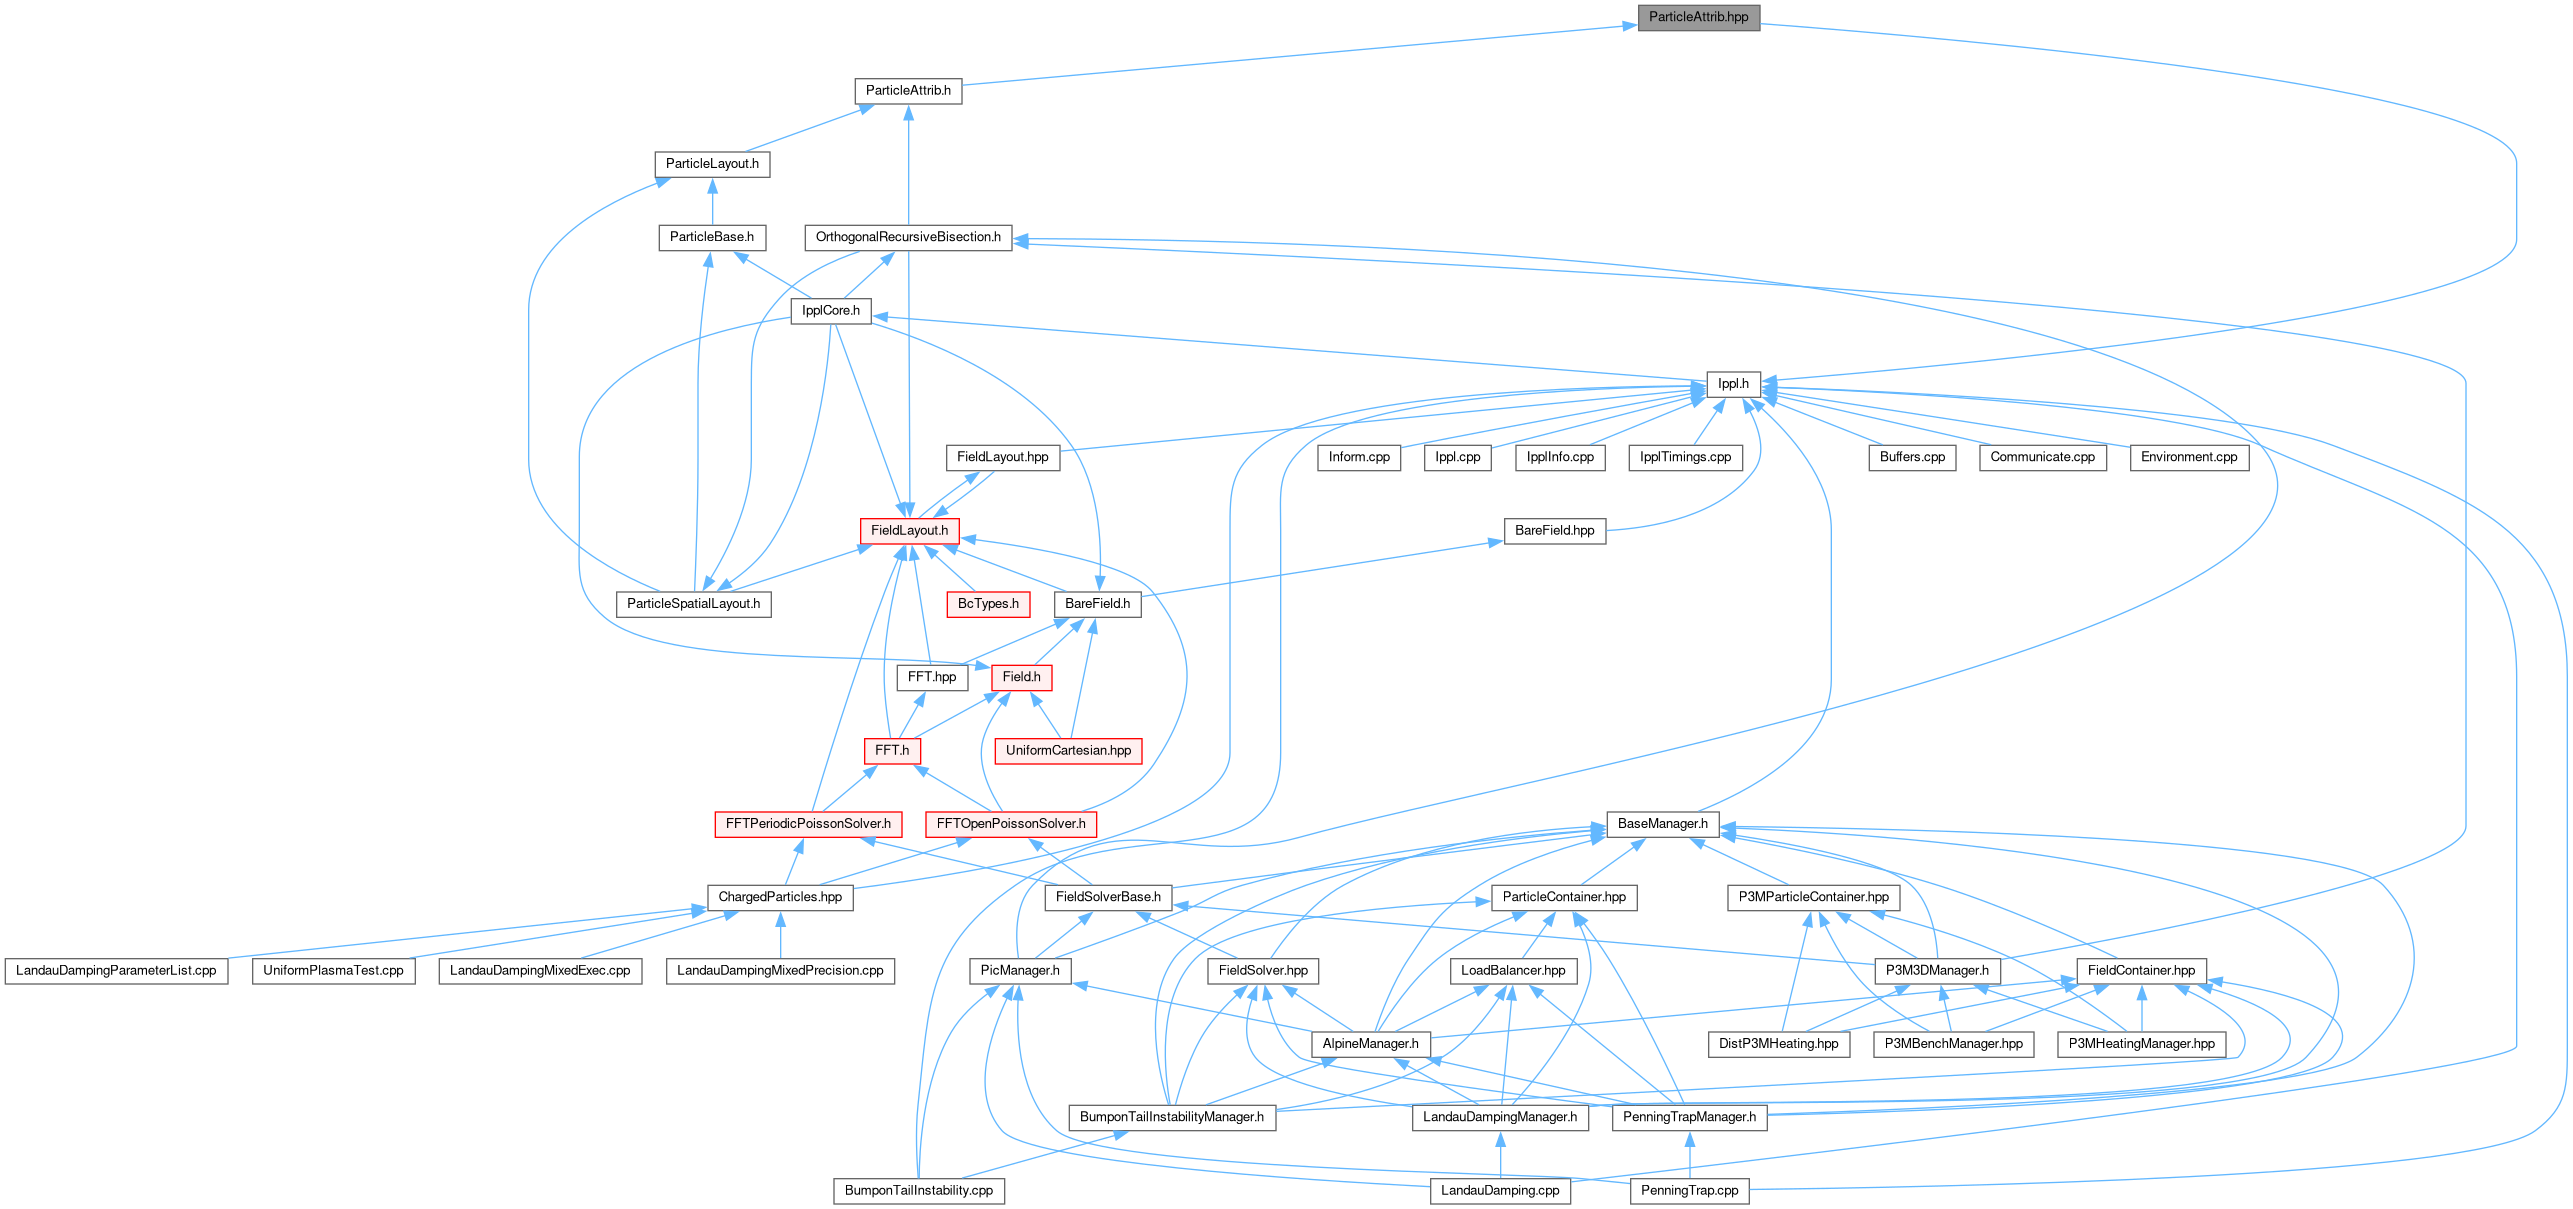 ParticleAttrib.hpp
ParticleAttrib.h
ParticleLayout.h
ParticleBase.h
OrthogonalRecursiveBisection.h
IpplCore.h
Ippl.h
FieldLayout.hpp
Inform.cpp
Ippl.cpp
IpplInfo.cpp
IpplTimings.cpp
Buffers.cpp
Communicate.cpp
Environment.cpp
FieldLayout.h
BareField.hpp
ParticleSpatialLayout.h
BcTypes.h
BareField.h
FFT.hpp
Field.h
FFT.h
UniformCartesian.hpp
FFTPeriodicPoissonSolver.h
FFTOpenPoissonSolver.h
BaseManager.h
ChargedParticles.hpp
FieldSolverBase.h
ParticleContainer.hpp
P3MParticleContainer.hpp
LandauDampingParameterList.cpp
UniformPlasmaTest.cpp
LandauDampingMixedExec.cpp
LandauDampingMixedPrecision.cpp
PicManager.h
FieldSolver.hpp
LoadBalancer.hpp
P3M3DManager.h
FieldContainer.hpp
AlpineManager.h
DistP3MHeating.hpp
P3MBenchManager.hpp
P3MHeatingManager.hpp
BumponTailInstabilityManager.h
LandauDampingManager.h
PenningTrapManager.h
BumponTailInstability.cpp
LandauDamping.cpp
PenningTrap.cpp